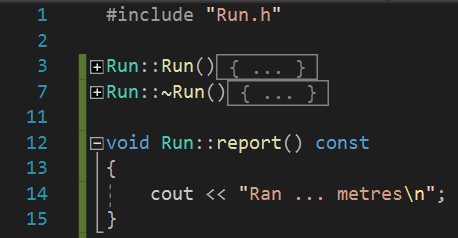 1 #include "Run.h"
3 Run::Run() { ... }
7 Run::~Run() { ... }
11
12 void Run::report() const
13 {
14 cout << "Ran ... metres\n";
15 }